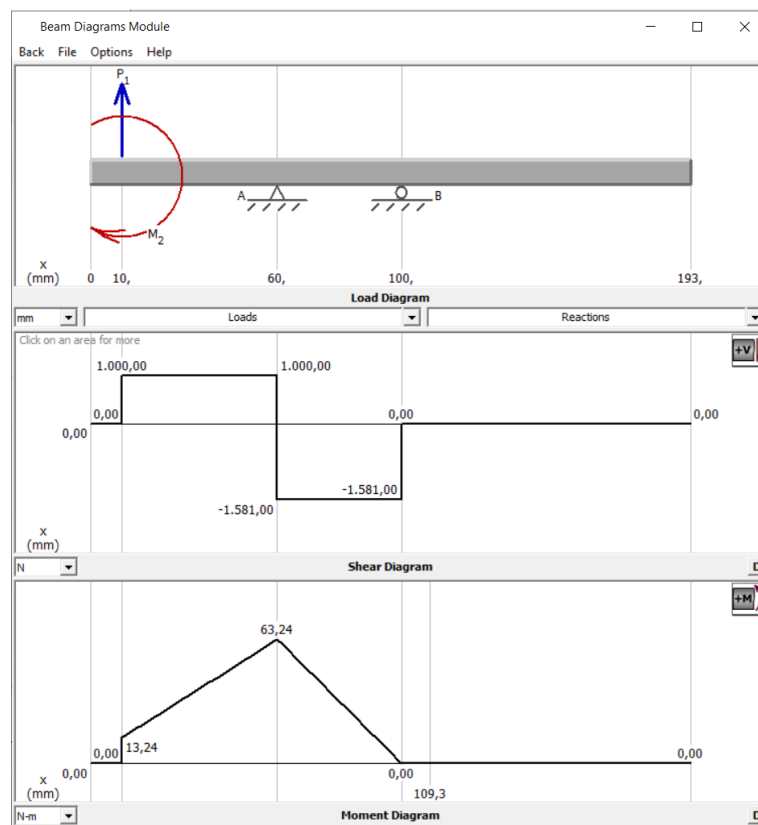 Beam Diagrams Module
Back File Options Help
P1
A
B
M2
x
(mm) 0 10, 60, 100, 193,
Load Diagram
mm Loads Reactions
Click on an area for more
+V
1.000,00 1.000,00
0,00 0,00 0,00
0,00
-1.581,00
-1.581,00
x
(mm)
N Shear Diagram D
+M
63,24
13,24
0,00 0,00
0,00 0,00
x
(mm) 109,3
N-m Moment Diagram D